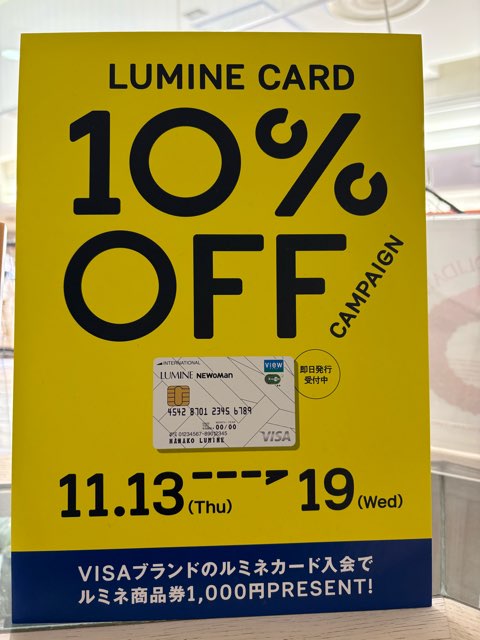 LUMINE CARD
10%
OFF
CAMPAIGN
INTERNATIONAL
LUMINE NEWoMan
VIEW
即日発行
受付中
4542 8701 2345 6789
00/00
NANAKO LUMINE
VISA
11.13(Thu) 19(Wed)
VISAブランドのルミネカード入会で
ルミネ商品券1,000円PRESENT!